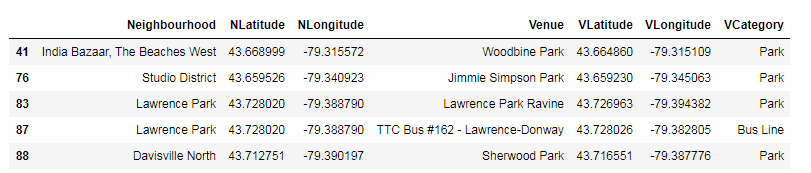 Neighbourhood NLatitude NLongitude Venue VLatitude VLongitude VCategory
41 India Bazaar, The Beaches West 43.668999 -79.315572 Woodbine Park 43.664860 -79.315109 Park
76 Studio District 43.659526 -79.340923 Jimmie Simpson Park 43.659230 -79.345063 Park
83 Lawrence Park 43.728020 -79.388790 Lawrence Park Ravine 43.726963 -79.394382 Park
87 Lawrence Park 43.728020 -79.388790 TTC Bus #162 - Lawrence-Donway 43.728026 -79.382805 Bus Line
88 Davisville North 43.712751 -79.390197 Sherwood Park 43.716551 -79.387776 Park